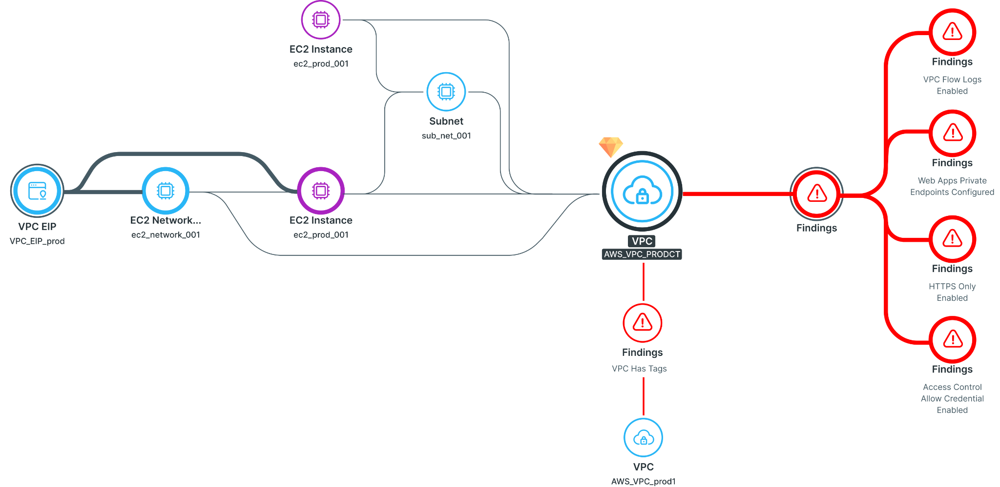 EC2 Instance
ec2_prod_001
Subnet
sub_net_001
VPC EIP
VPC_EIP_prod
EC2 Network...
ec2_network_001
EC2 Instance
ec2_prod_001
VPC
AWS_VPC_PRODCT
Findings
VPC Has Tags
VPC
AWS_VPC_prod1
Findings
Findings
VPC Flow Logs
Enabled
Findings
Web Apps Private
Endpoints Configured
Findings
HTTPS Only
Enabled
Findings
Access Control
Allow Credential
Enabled